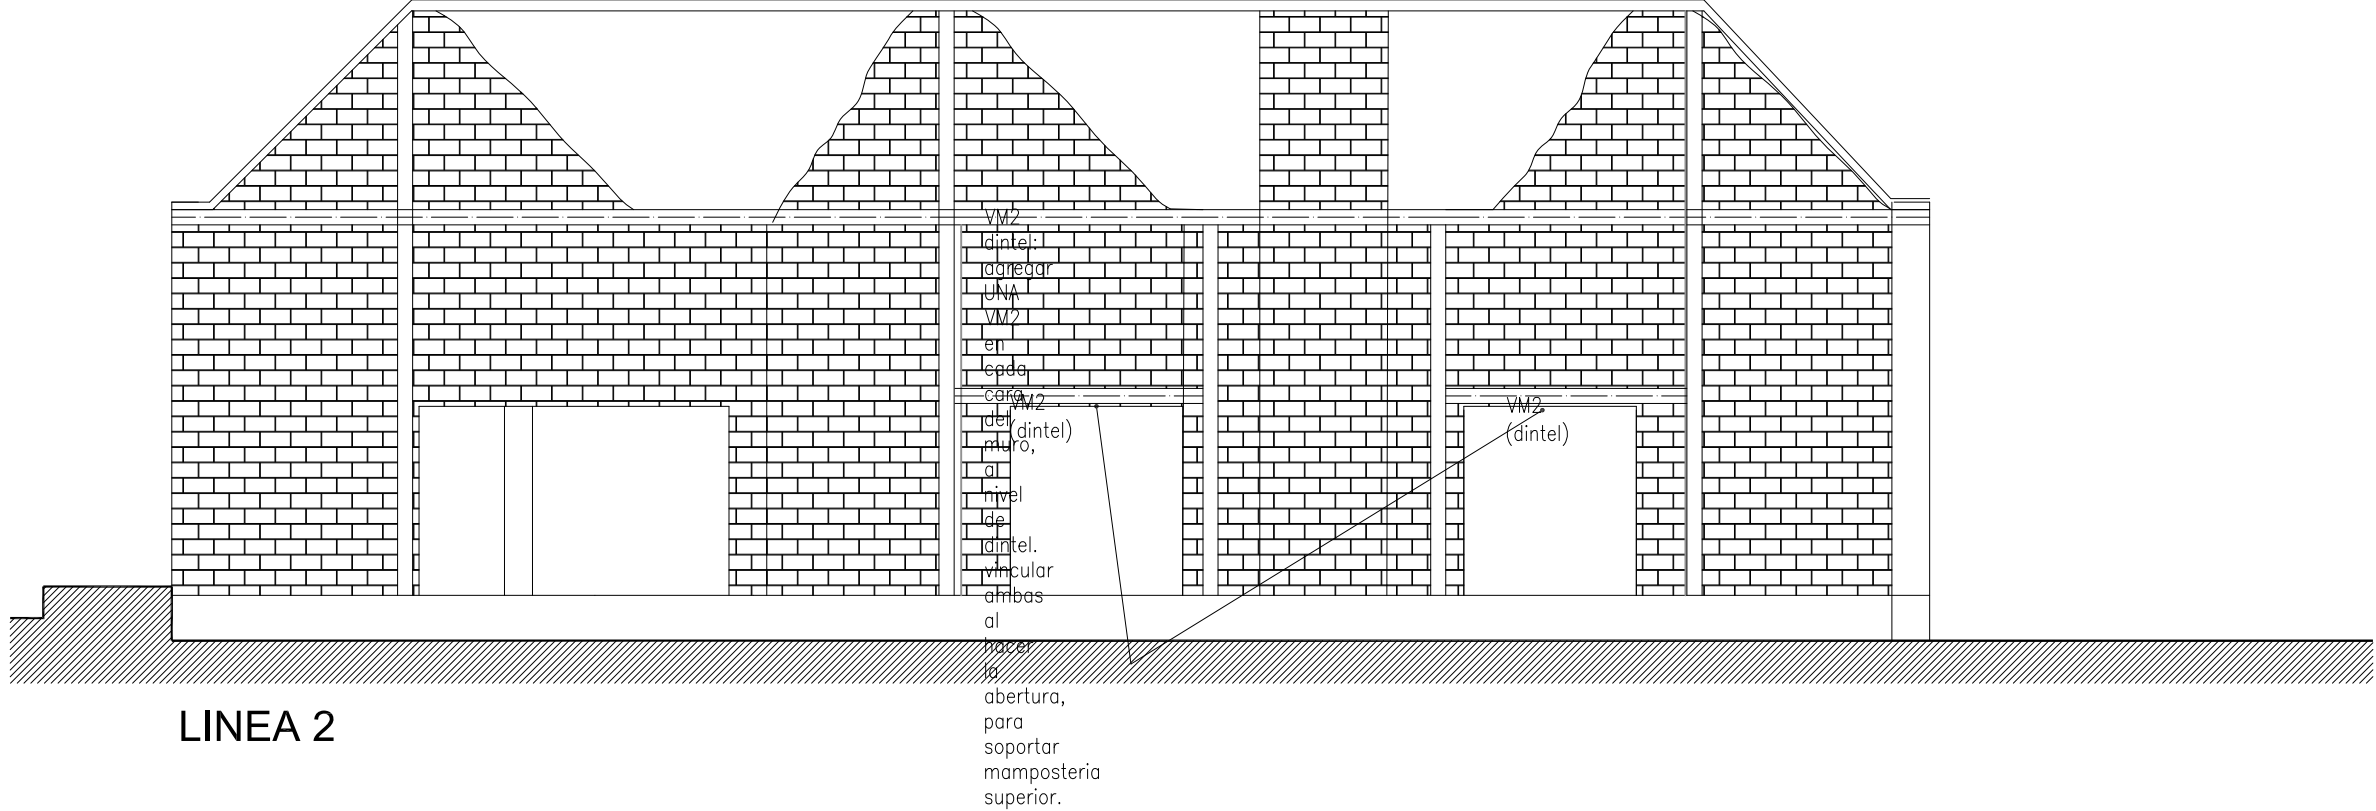 VM2
dintel:
agregar
UNA
VM2
en
cada
cara
del
muro,
a
nivel
de
dintel.
vincular
ambas
al
hacer
la
abertura,
para
soportar
mamposteria
superior.
VM2
(dintel)
VM2
(dintel)
LINEA 2